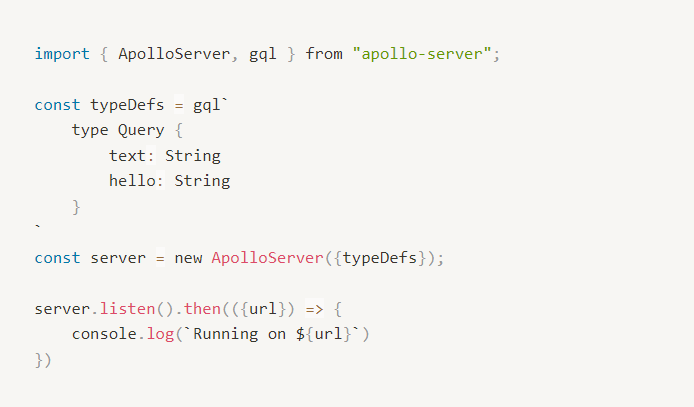 import { ApolloServer, gql } from "apollo-server";
const typeDefs = gql`
    type Query {
        text: String
        hello: String
    }
`
const server = new ApolloServer({typeDefs});
server.listen().then(({url}) => {
    console.log(`Running on ${url}`)
})